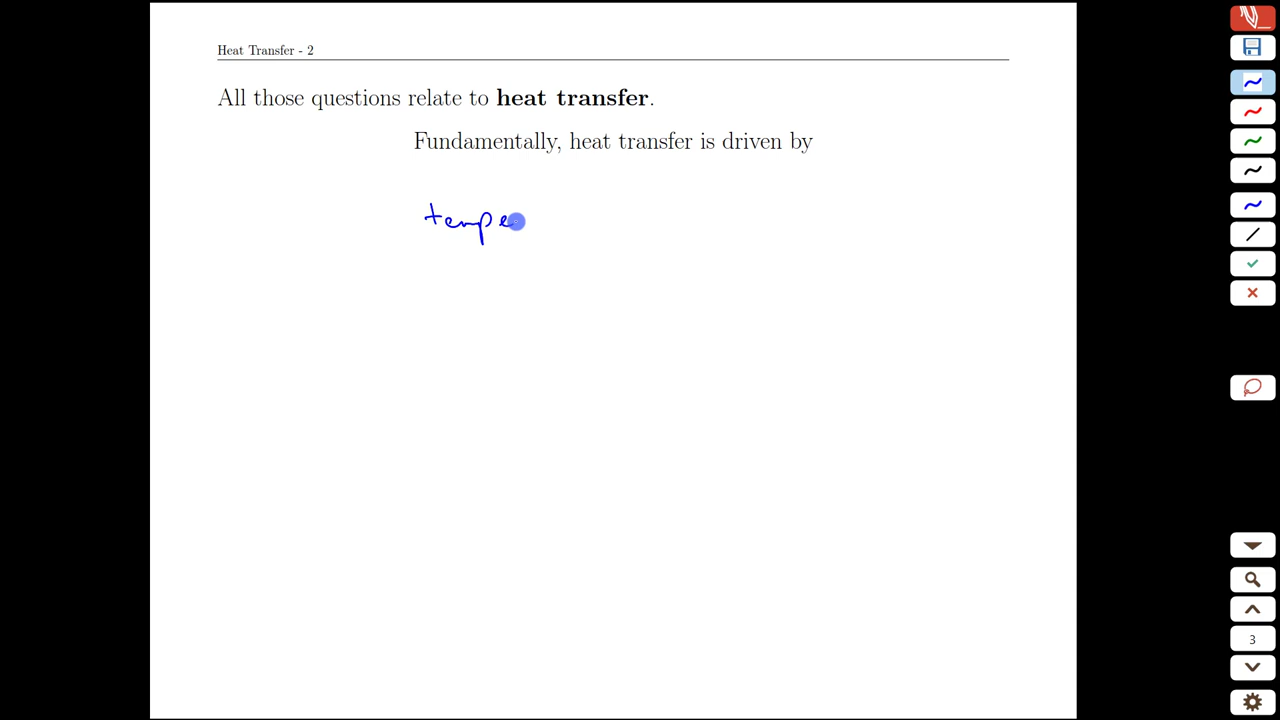 Heat Transfer - 2
All those questions relate to heat transfer.
Fundamentally, heat transfer is driven by
tempe
3